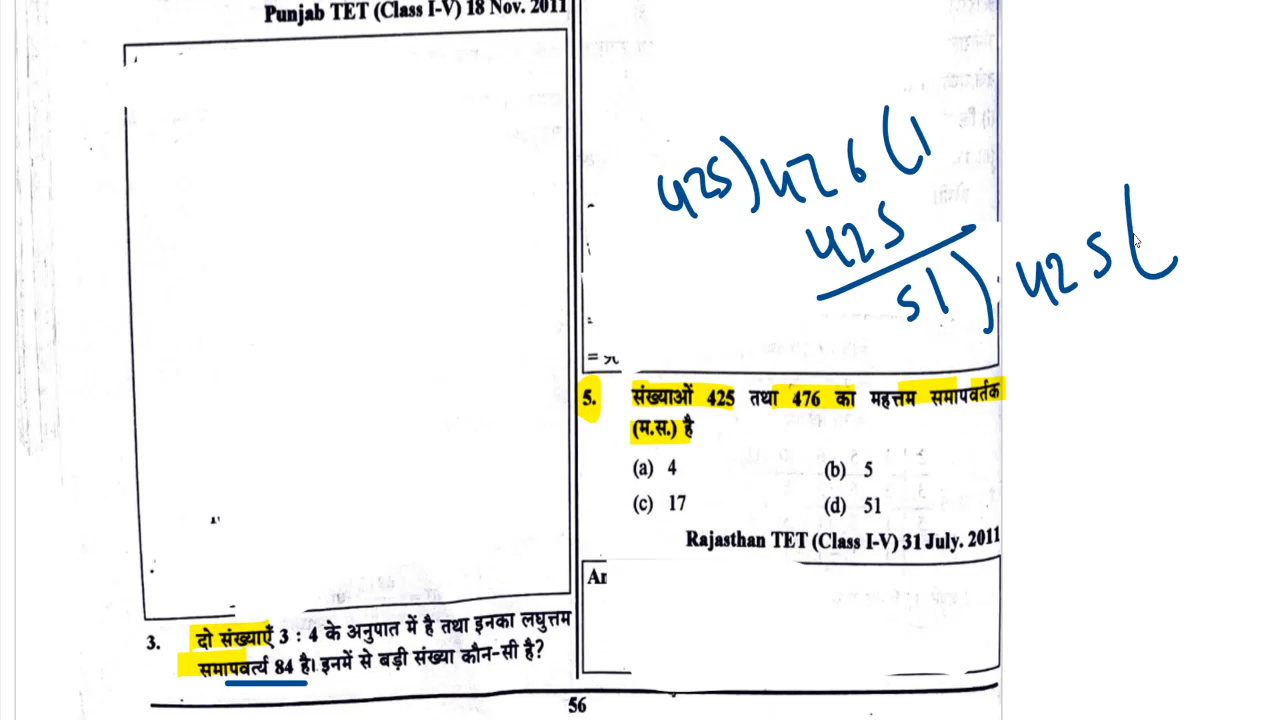 Punjab TET (Class I-V) 18 Nov. 2011
3. दो संख्याएँ 3 : 4 के अनुपात में है तथा इनका लघुत्तम
समापवर्त्य 84 है। इनमें से बड़ी संख्या कौन-सी है?
425)426(1
425
51)425(
= x
5. संख्याओं 425 तथा 476 का महत्तम समापवर्तक
(म.स.) है
(a) 4 (b) 5
(c) 17 (d) 51
Rajasthan TET (Class I-V) 31 July. 2011
56